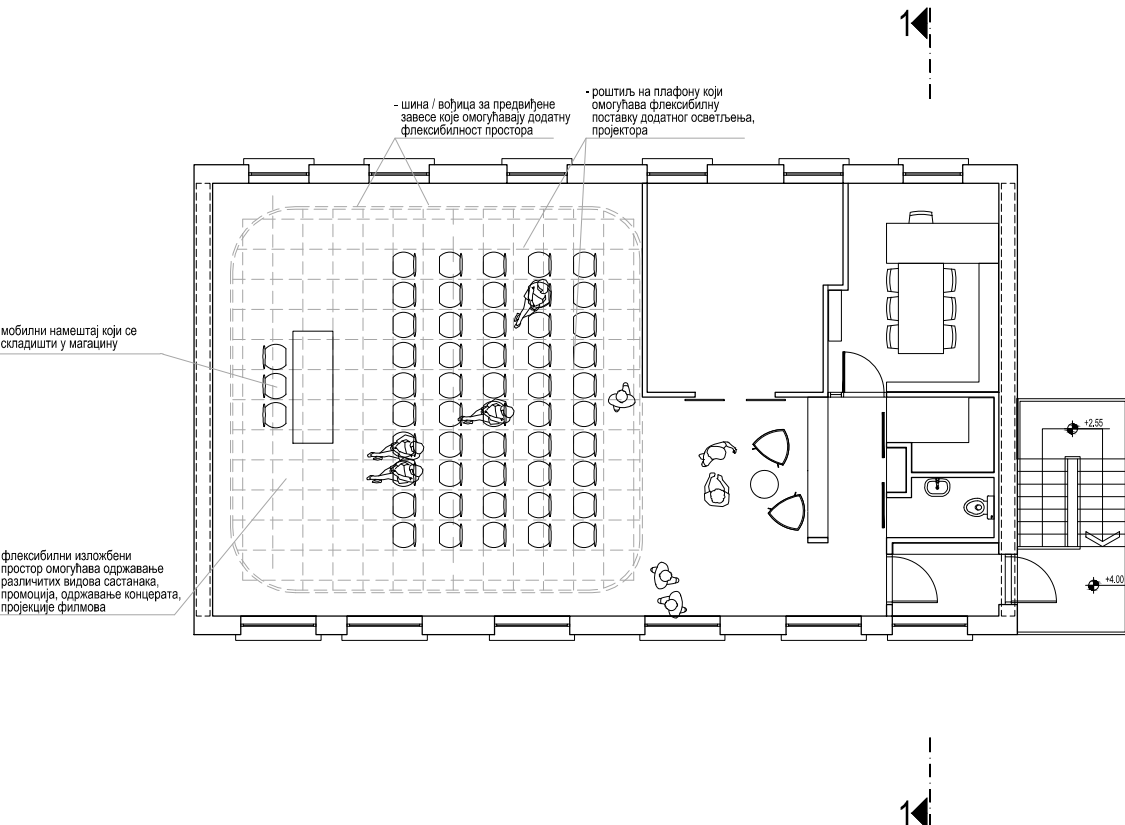 1
- шина / вођица за предвиђене
завесе које омогућавају додатну
флексибилност простора
- роштиљ на плафону који
омогућава флексибилну
поставку додатног осветљења,
пројектора
мобилни намештај који се
складишти у магацину
+2.55
флексибилни изложбени
простор омогућава одржавање
различитих видова састанака,
промоција, одржавање концерата,
пројекције филмова
+4.00
1